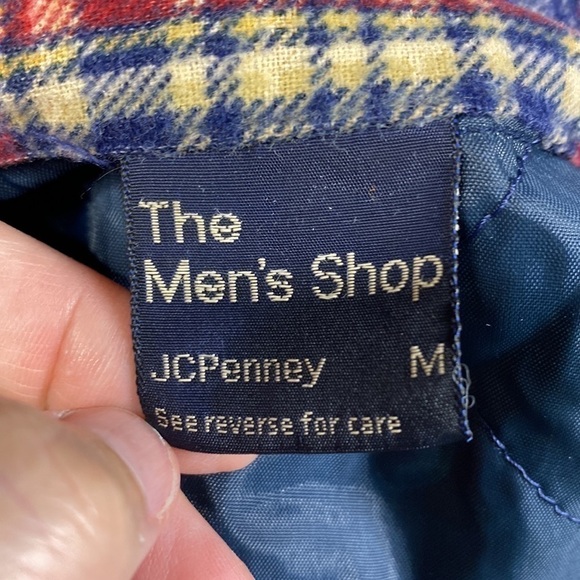 The
Men's Shop
JCPenney M
See reverse for care